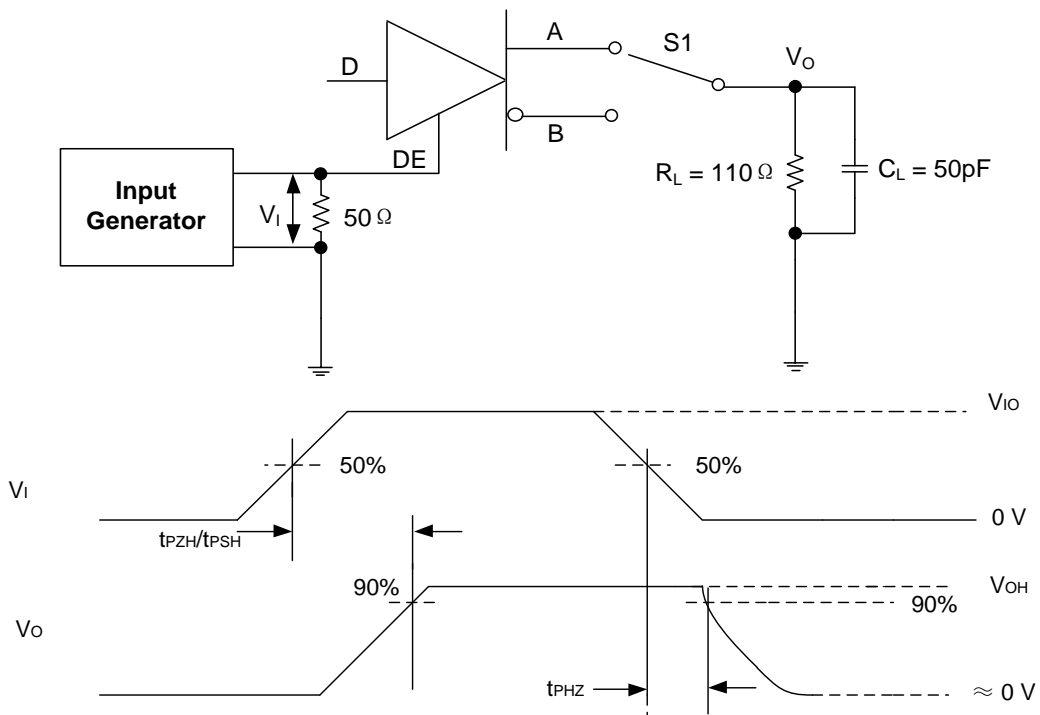 A
S1
VO
D
B
DE
RL = 110 Ω
CL = 50pF
Input
Generator
VI
50 Ω
VIO
50%
50%
VI
0 V
tPZH/tPSH
90%
VOH
90%
VO
tPHZ
≈ 0 V